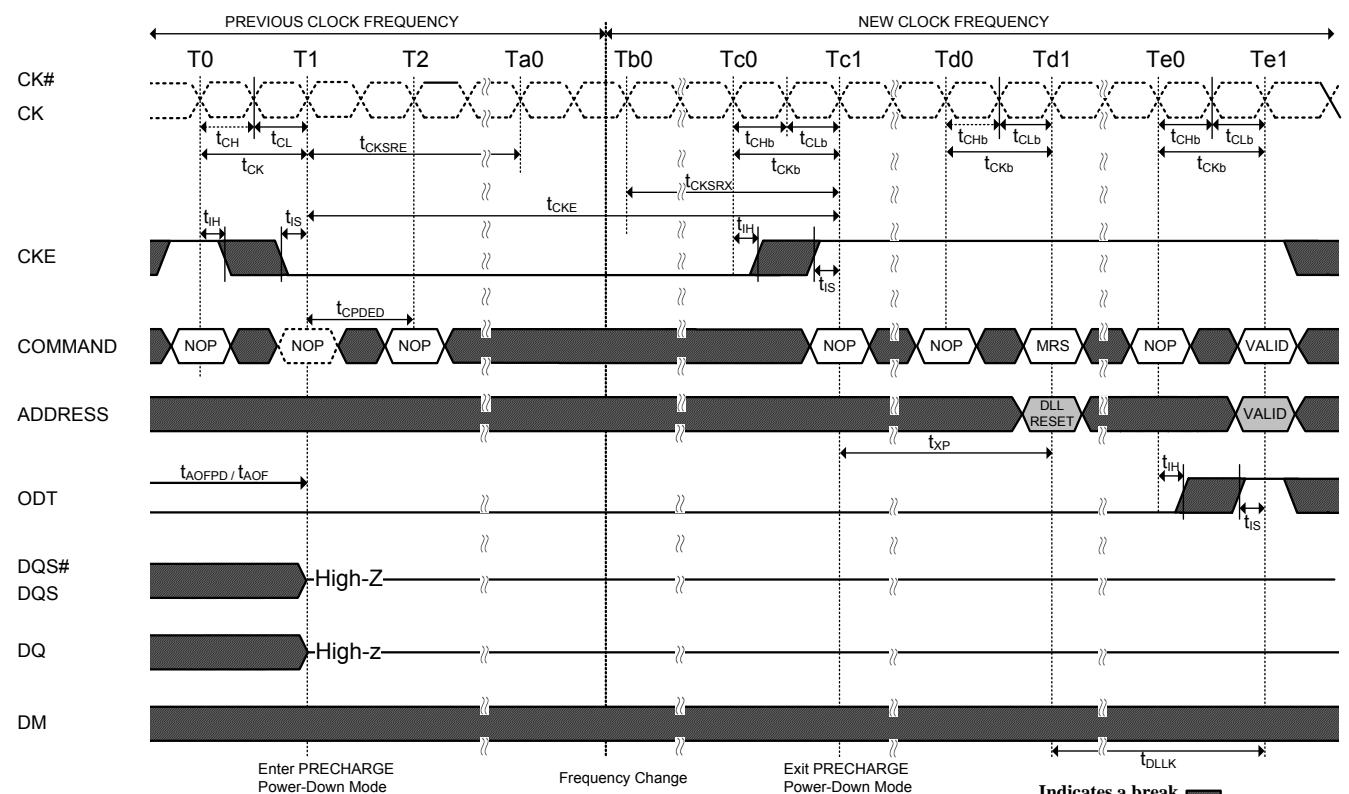 PREVIOUS CLOCK FREQUENCY NEW CLOCK FREQUENCY
T0 T1 T2 Ta0 Tb0 Tc0 Tc1 Td0 Td1 Te0 Te1
CK#
CK
tCH tCL tCHb tCLb tCHb tCLb tCHb tCLb
tCK tCKSRE tCKb tCKb tCKb
tCKSRX
tCKE
tIH tIS tIH
CKE
tIS
tCPDED
COMMAND NOP NOP NOP NOP NOP MRS NOP VALID
ADDRESS DLL RESET VALID
tXP
tAOFPD / tAOF tIH
ODT
tIS
DQS#
DQS
High-Z
DQ High-z
DM
tDLLK
Enter PRECHARGE
Power-Down Mode
Frequency Change
Exit PRECHARGE
Power-Down Mode
Indicates a break